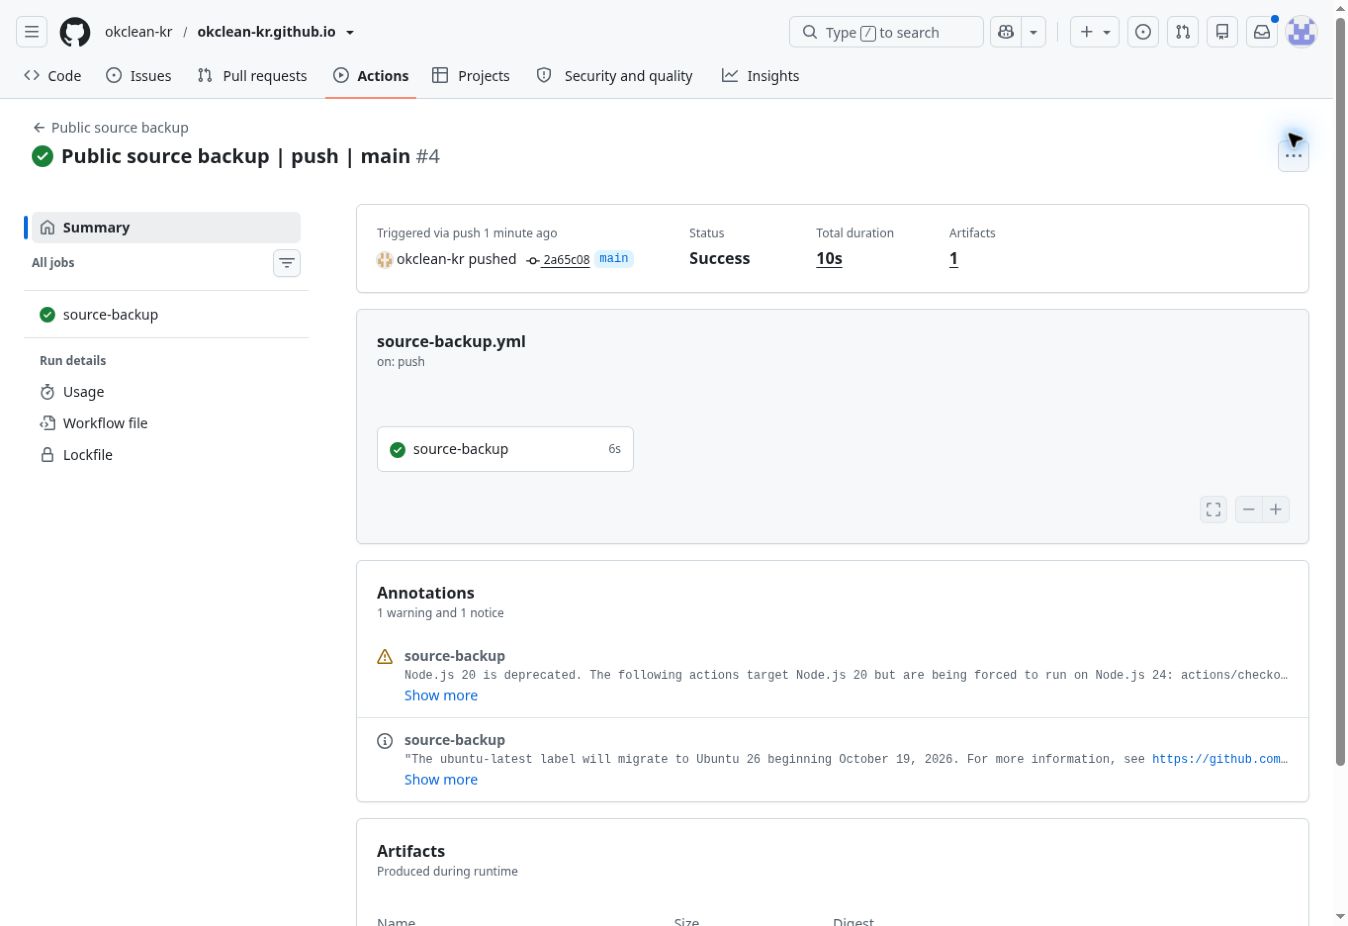 okclean-kr / okclean-kr.github.io
Type / to search
Code
Issues
Pull requests
Actions
Projects
Security and quality
Insights
Public source backup
Public source backup | push | main #4
Summary
All jobs
source-backup
Run details
Usage
Workflow file
Lockfile
Triggered via push 1 minute ago
okclean-kr pushed 2a65c08 main
Status
Success
Total duration
10s
Artifacts
1
source-backup.yml
on: push
source-backup 6s
Annotations
1 warning and 1 notice
source-backup
Node.js 20 is deprecated. The following actions target Node.js 20 but are being forced to run on Node.js 24: actions/checko…
Show more
source-backup
"The ubuntu-latest label will migrate to Ubuntu 26 beginning October 19, 2026. For more information, see https://github.com…
Show more
Artifacts
Produced during runtime
Name Size Digest